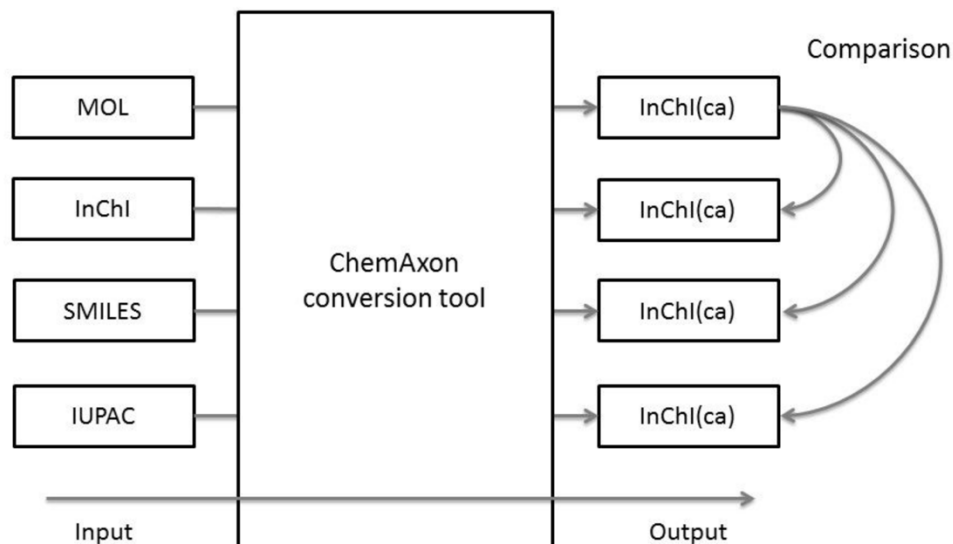 Comparison
MOL
InChI(ca)
InChI
InChI(ca)
ChemAxon
conversion tool
SMILES
InChI(ca)
IUPAC
InChI(ca)
Input
Output